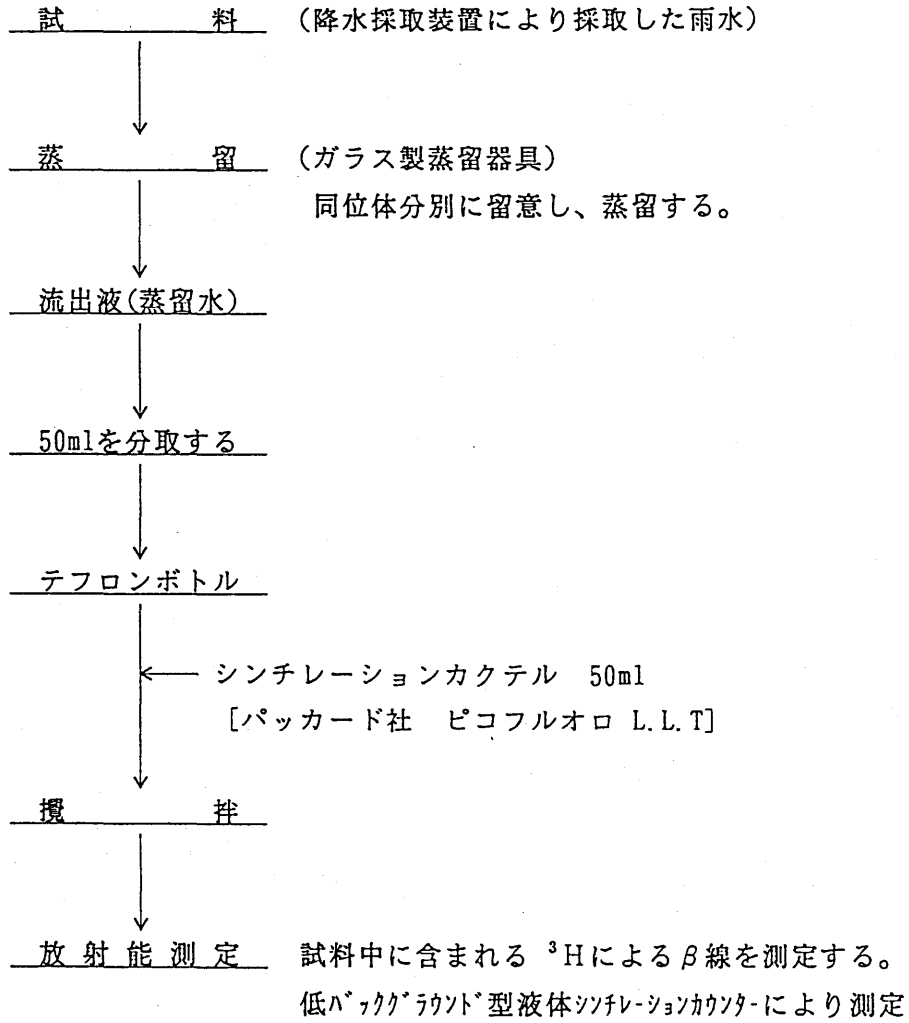 試料 (降水採取装置により採取した雨水)
蒸留 (ガラス製蒸留器具)
同位体分別に留意し、蒸留する。
流出液(蒸留水)
50mlを分取する
テフロンボトル
シンチレーションカクテル 50ml
[パッカード社 ピコフルオロ L.L.T]
攪拌
放射能測定 試料中に含まれる ³Hによるβ線を測定する。
低バックグラウンド型液体シンチレーションカウンターにより測定